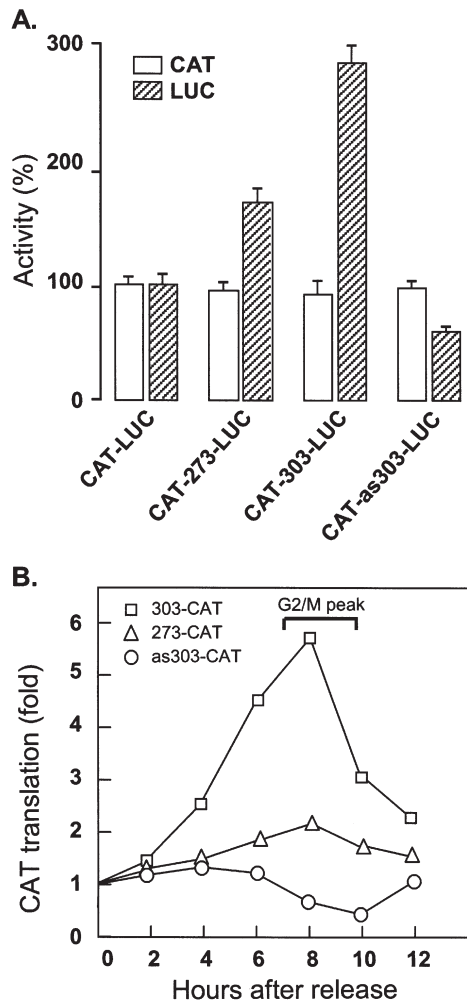 A.
300
200
100
0
Activity (%)
CAT
LUC
CAT-LUC
CAT-273-LUC
CAT-303-LUC
CAT-as303-LUC
B.
303-CAT
273-CAT
as303-CAT
G2/M peak
6
5
4
3
2
1
0
CAT translation (fold)
0 2 4 6 8 10 12
Hours after release